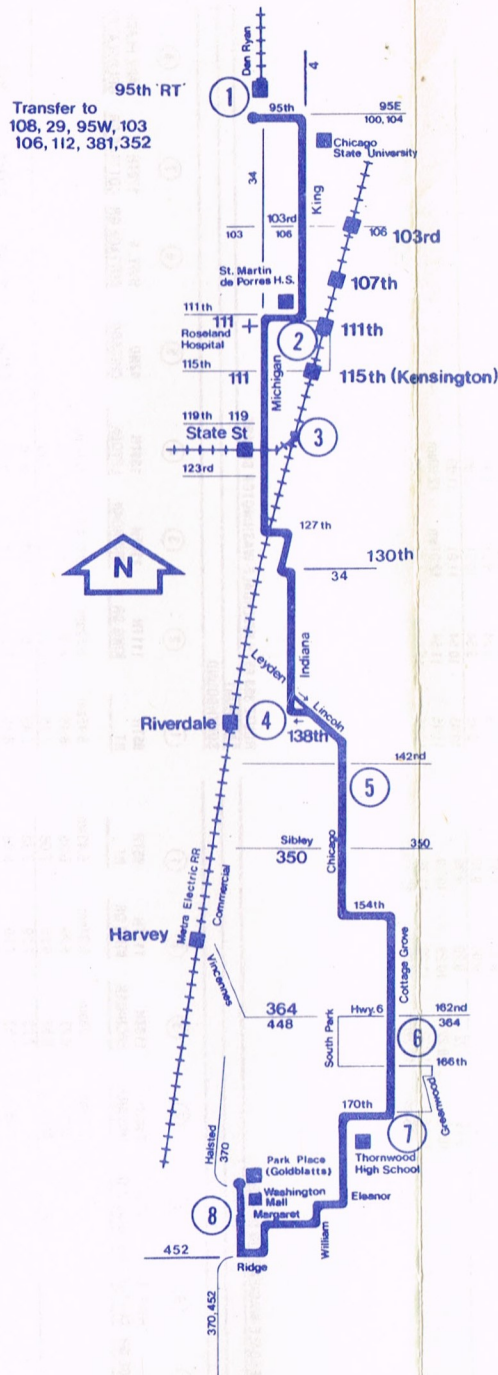 Dan Ryan
4
95th 'RT'
1
95th
95E
100, 104
Transfer to
108, 29, 95W, 103
106, 112, 381, 352
Chicago
State University
34
King
103rd
103
106
106
103rd
107th
St. Martin
de Porres H.S.
111th
111
Roseland
Hospital
2
111th
115th
111
Michigan
115th (Kensington)
119th 119
State St
3
123rd
127th
N
130th
34
Indiana
Leyden
Lincoln
Riverdale
4
138th
142nd
5
Sibley
350
Chicago
350
Metra Electric RR
Commercial
154th
Harvey
Vincennes
Cottage Grove
364
448
Hwy. 6
162nd
364
South Park
6
166th
Greenwood
170th
7
Halsted
370
Park Place
(Goldblatts)
Thornwood
High School
Washington
Mall
Margaret
Eleanor
8
William
452
Ridge
370, 452